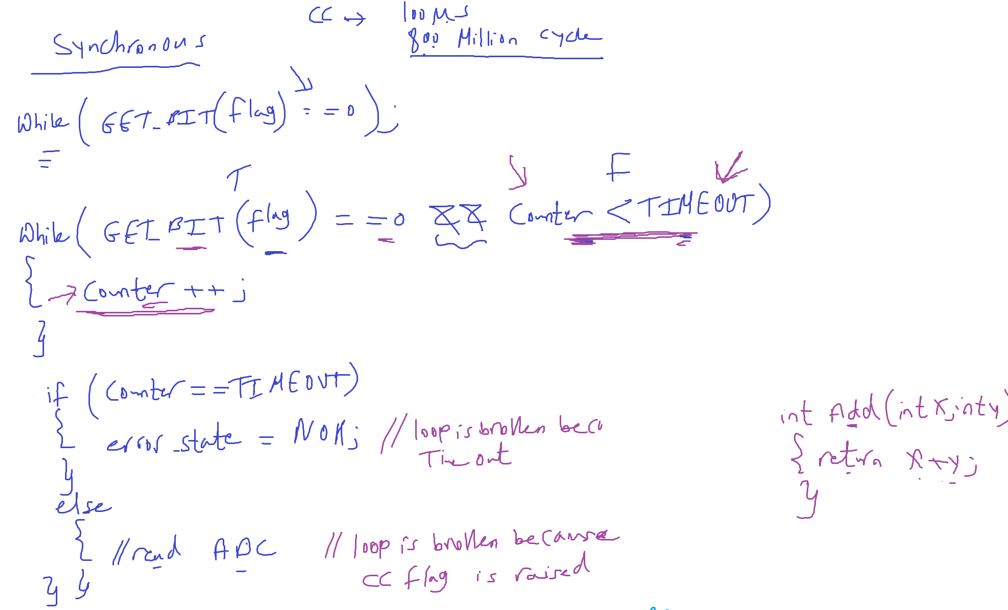 CC → 100 µs
800 Million cycle
Synchronous
While ( GET_BIT(flag) = = 0 ) ;
T
F
While ( GET_BIT (flag ) = = 0 && Counter < TIMEOUT)
{
→ Counter ++ ;
}
if (Counter == TIMEOUT)
{ error_state = NOK; // loop is broken beca
Time out
}
else
{ // read ADC // loop is broken because
CC flag is raised
} }
int Add (int x, int y)
{ return x+y;
}